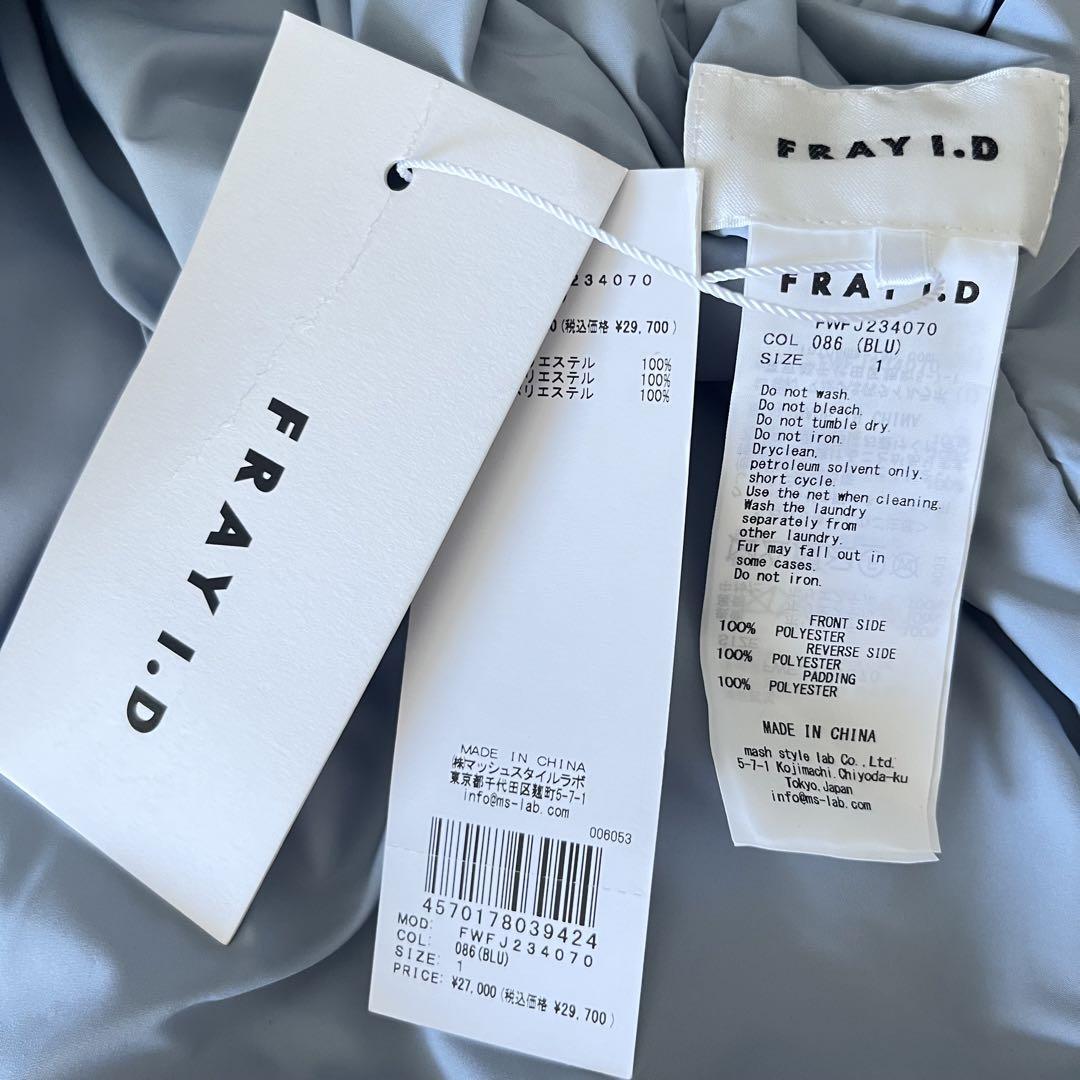 FRAY I.D
234070
(税込価格 ¥29,700)
エステル 100%
リエステル 100%
リエステル 100%
MADE IN CHINA
㈱マッシュスタイルラボ
東京都千代田区麹町5-7-1
info@ms-lab.com
006053
4570178039424
MOD: FWFJ234070
COL: 086(BLU)
SIZE: 1
PRICE: ¥27,000 (税込価格 ¥29,700)
FRAY I.D
FRAY I.D
FWFJ234070
COL 086 (BLU)
SIZE 1
Do not wash.
Do not bleach.
Do not tumble dry.
Do not iron.
Dryclean,
petroleum solvent only.
short cycle.
Use the net when cleaning.
Wash the laundry
separately from
other laundry.
Fur may fall out in
some cases.
Do not iron.
FRONT SIDE
100% POLYESTER
REVERSE SIDE
100% POLYESTER
PADDING
100% POLYESTER
MADE IN CHINA
mash style lab Co.,Ltd.
5-7-1 Kojimachi.Chiyoda-ku
Tokyo.Japan
info@ms-lab.com